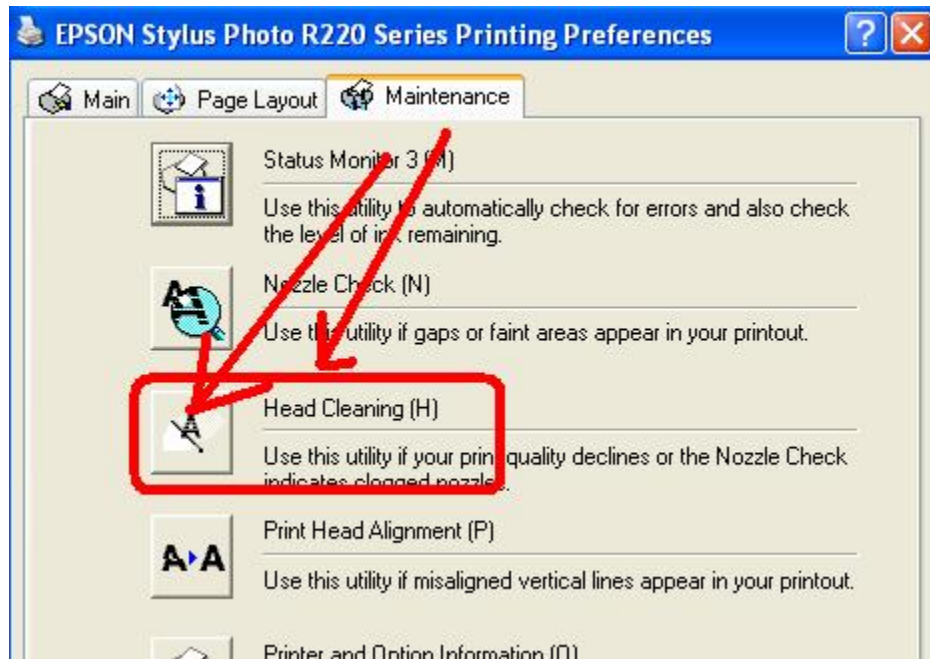 EPSON Stylus Photo R220 Series Printing Preferences
Main Page Layout Maintenance
Status Monitor 3 (M)
Use this utility to automatically check for errors and also check
the level of ink remaining.
Nozzle Check (N)
Use this utility if gaps or faint areas appear in your printout.
Head Cleaning (H)
Use this utility if your print quality declines or the Nozzle Check
indicates clogged nozzles.
Print Head Alignment (P)
Use this utility if misaligned vertical lines appear in your printout.
Printer and Option Information (O)